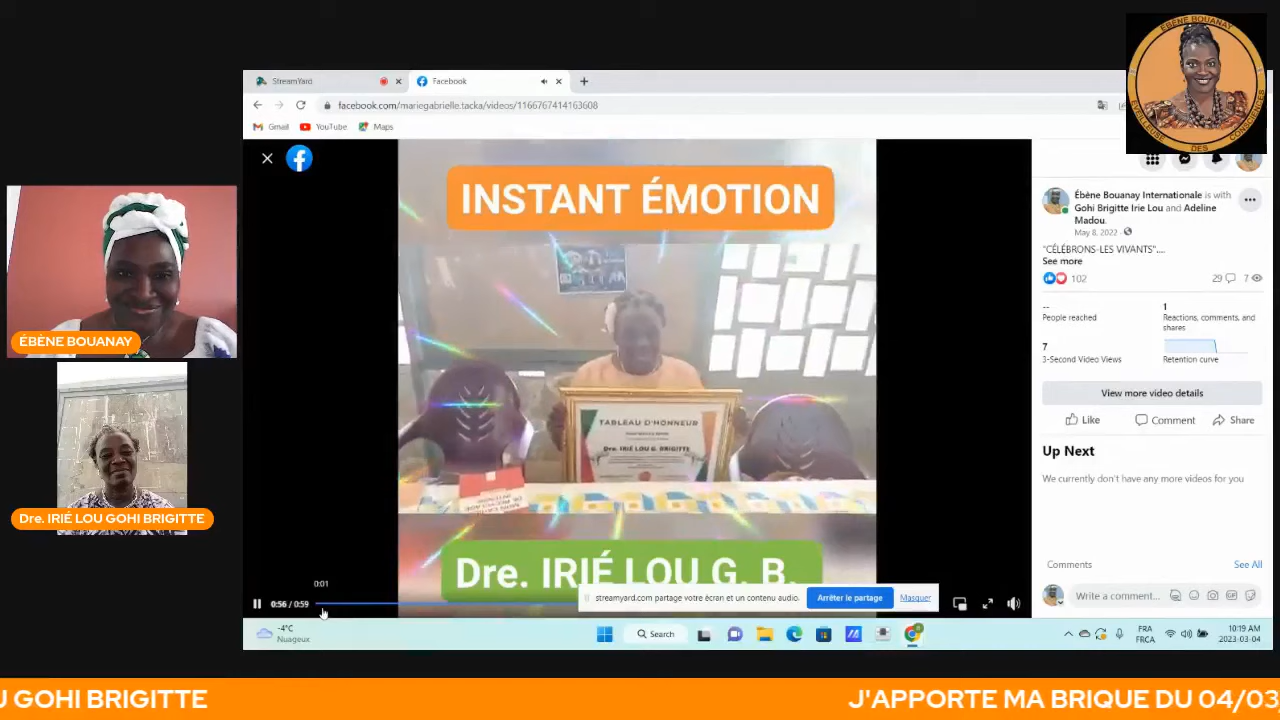 ÉBÈNE BOUANAY
ÉVEILLEUSE DES CONSCIENCES
StreamYard
Facebook
facebook.com/mariegabrielle.tacka/videos/1166767414163608
Gmail
YouTube
Maps
INSTANT ÉMOTION
TABLEAU D'HONNEUR
Dre. IRIÉ LOU G. BRIGITTE
Dre. IRIÉ LOU G. B.
0:01
0:56 / 0:59
streamyard.com partage votre écran et un contenu audio.
Arrêter le partage
Masquer
Ébène Bouanay Internationale is with
Gohi Brigitte Irie Lou and Adeline
Madou.
May 8, 2022
"CÉLÉBRONS-LES VIVANTS"....
See more
102
29
7
--
People reached
1
Reactions, comments, and
shares
7
3-Second Video Views
Retention curve
View more video details
Like
Comment
Share
Up Next
We currently don't have any more videos for you
Comments
See All
Write a comment...
-4°C
Nuageux
Search
FRA
FRCA
10:19 AM
2023-03-04
ÉBÈNE BOUANAY
Dre. IRIÉ LOU GOHI BRIGITTE
U GOHI BRIGITTE
J'APPORTE MA BRIQUE DU 04/03/